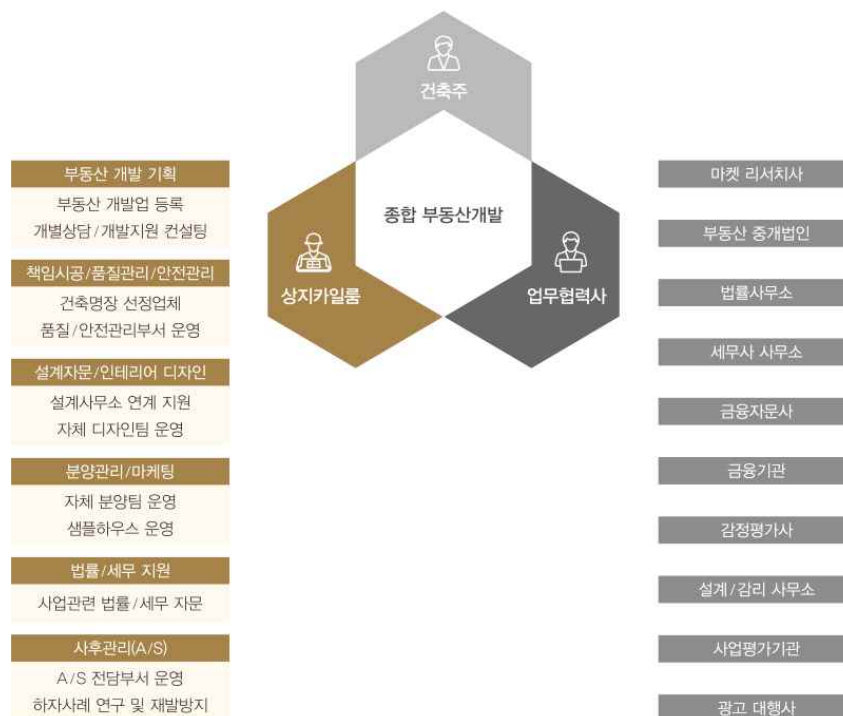 건축주
종합 부동산개발
상지카일룸
업무협력사
부동산 개발 기획
부동산 개발업 등록
개별상담/개발지원 컨설팅
책임시공/품질관리/안전관리
건축명장 선정업체
품질/안전관리부서 운영
설계자문/인테리어 디자인
설계사무소 연계 지원
자체 디자인팀 운영
분양관리/마케팅
자체 분양팀 운영
샘플하우스 운영
법률/세무 지원
사업관련 법률/세무 자문
사후관리(A/S)
A/S 전담부서 운영
하자사례 연구 및 재발방지
마켓 리서치사
부동산 중개법인
법률사무소
세무사 사무소
금융자문사
금융기관
감정평가사
설계/감리 사무소
사업평가기관
광고 대행사